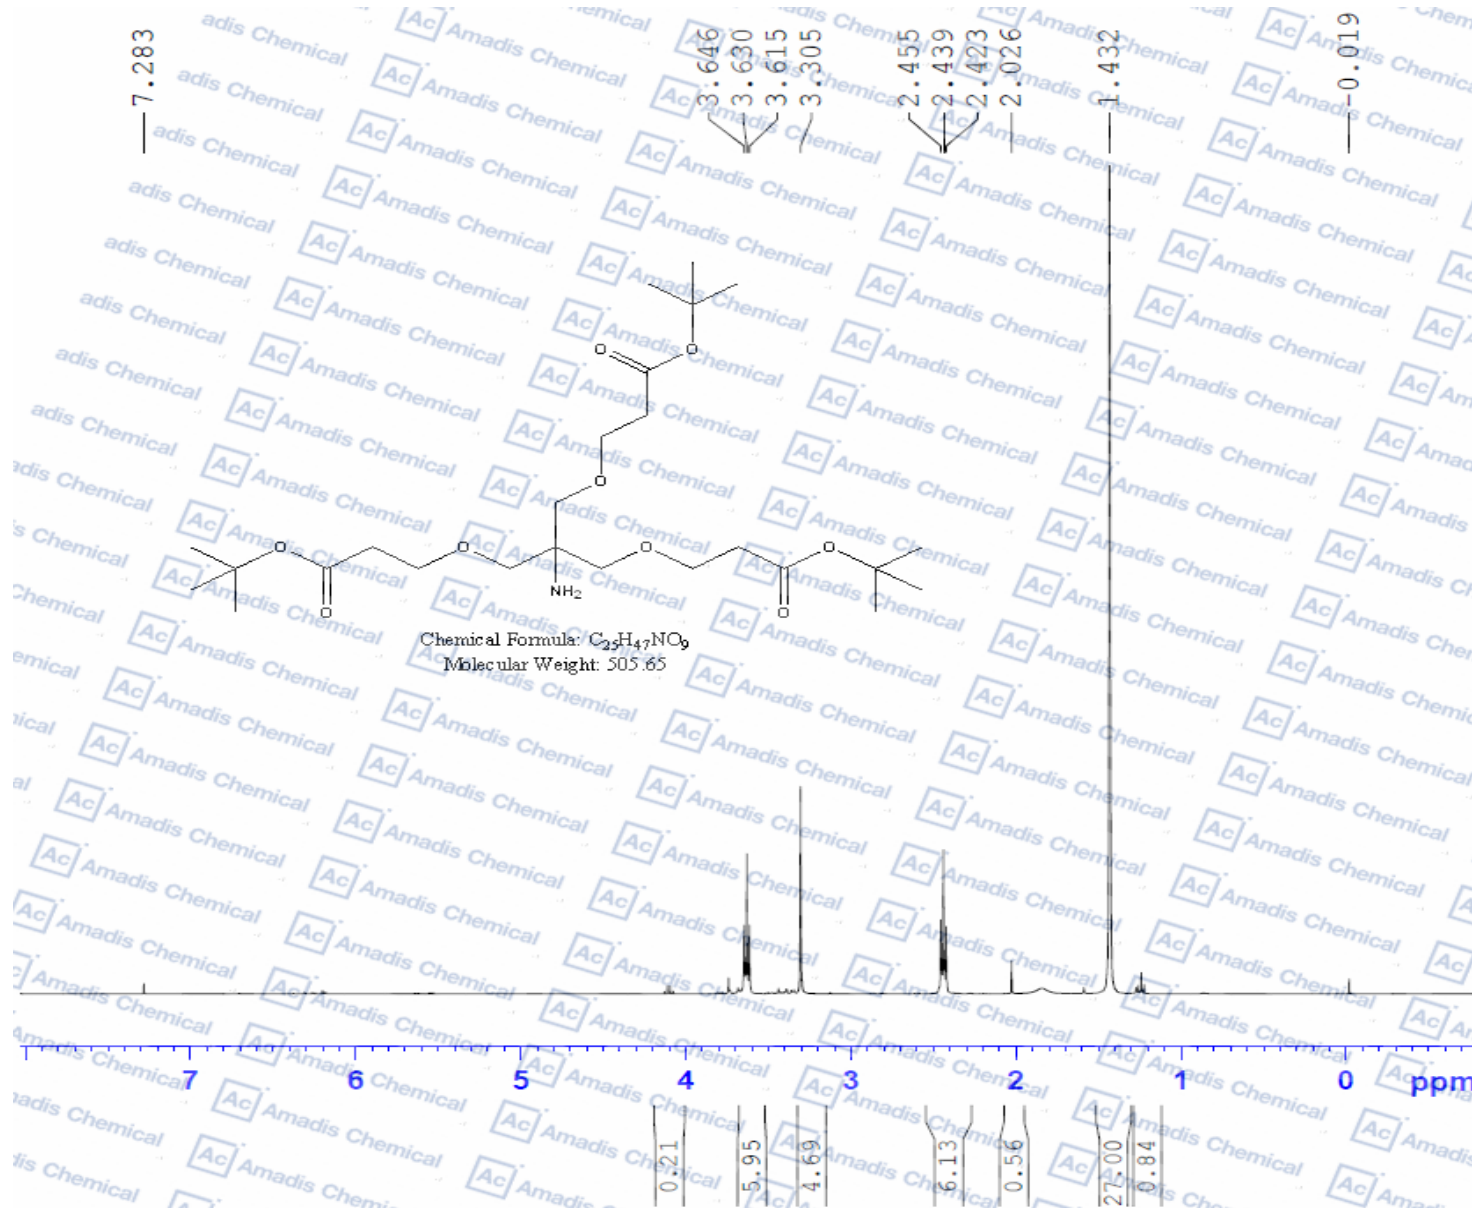 7.283
3.646
3.630
3.615
3.305
2.455
2.439
2.423
2.026
1.432
-0.019
O
O
O
O
O
O
O
O
O
NH2
Chemical Formula: C25H47NO9
Molecular Weight: 505.65
7 6 5 4 3 2 1 0 ppm
0.21
5.95
4.69
6.13
0.56
27.00
0.84
Ac Amadis Chemical